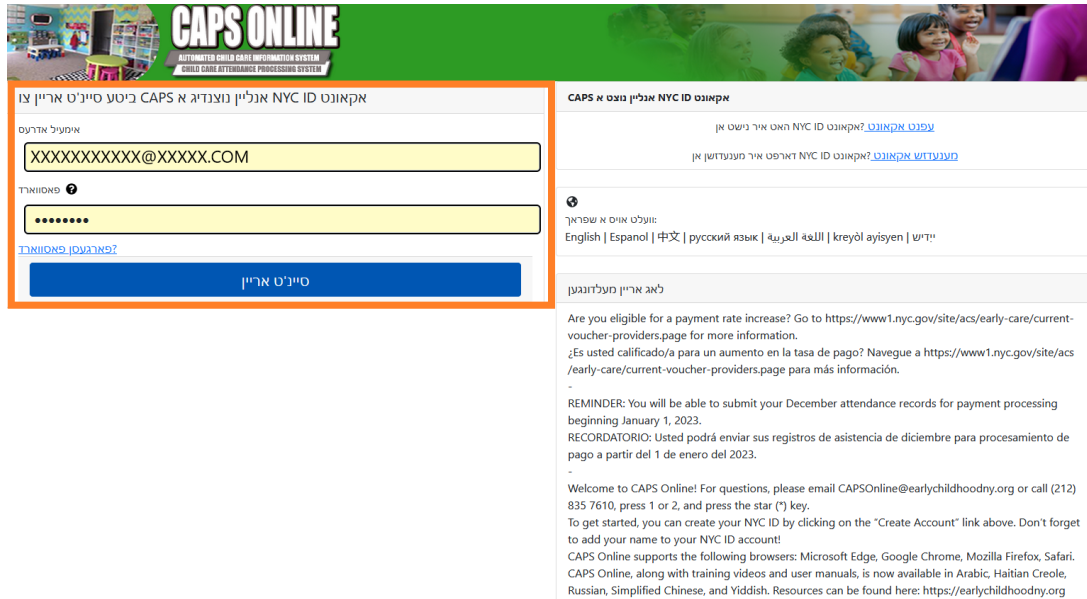 CAPS ONLINE
AUTOMATED CHILD CARE INFORMATION SYSTEM
CHILD CARE ATTENDANCE PROCESSING SYSTEM
אקאונט NYC ID אנליין נוצנדיג א CAPS ביטע סיינ'ט אריין צו
אימעיל אדרעס
XXXXXXXXXXX@XXXXX.COM
פאסווארד
••••••••
פארגעסן פאסווארד?
סיינ'ט אריין
אקאונט NYC ID אנליין נוצט א CAPS
עפנט אקאונט ?אקאונט NYC ID האט איר נישט אן
מענעדזש אקאונט ?אקאונט NYC ID דארפט איר מענעדזשן אן
וועלט אויס א שפראך:
English | Espanol | 中文 | русский язык | اللغة العربية | kreyòl ayisyen | יידיש
לאג אריין מעלדונגען
Are you eligible for a payment rate increase? Go to https://www1.nyc.gov/site/acs/early-care/current-
voucher-providers.page for more information.
¿Es usted calificado/a para un aumento en la tasa de pago? Navegue a https://www1.nyc.gov/site/acs
/early-care/current-voucher-providers.page para más información.
-
REMINDER: You will be able to submit your December attendance records for payment processing
beginning January 1, 2023.
RECORDATORIO: Usted podrá enviar sus registros de asistencia de diciembre para procesamiento de
pago a partir del 1 de enero del 2023.
-
Welcome to CAPS Online! For questions, please email CAPSOnline@earlychildhoodny.org or call (212)
835 7610, press 1 or 2, and press the star (*) key.
To get started, you can create your NYC ID by clicking on the “Create Account” link above. Don't forget
to add your name to your NYC ID account!
CAPS Online supports the following browsers: Microsoft Edge, Google Chrome, Mozilla Firefox, Safari.
CAPS Online, along with training videos and user manuals, is now available in Arabic, Haitian Creole,
Russian, Simplified Chinese, and Yiddish. Resources can be found here: https://earlychildhoodny.org